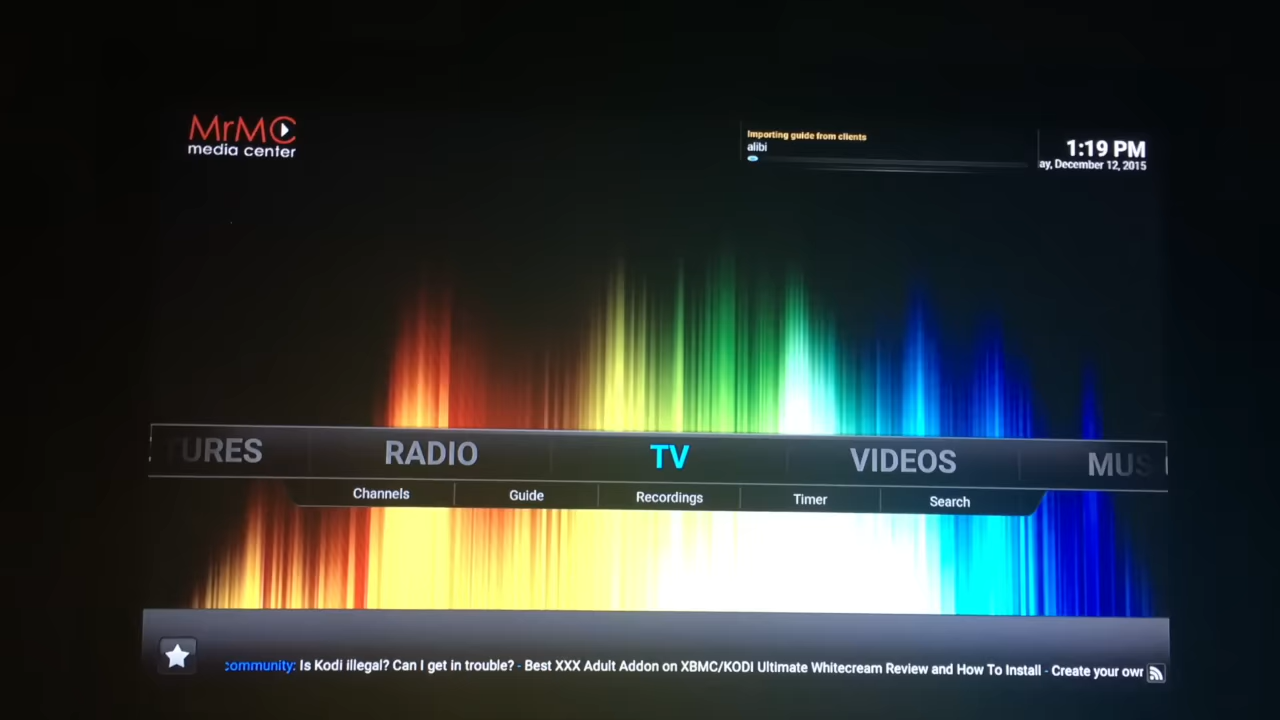 MrMC
media center
Importing guide from clients
alibi
1:19 PM
ay, December 12, 2015
TURES
RADIO
TV
VIDEOS
MUS
Channels
Guide
Recordings
Timer
Search
community: Is Kodi illegal? Can I get in trouble? - Best XXX Adult Addon on XBMC/KODI Ultimate Whitecream Review and How To Install - Create your owr